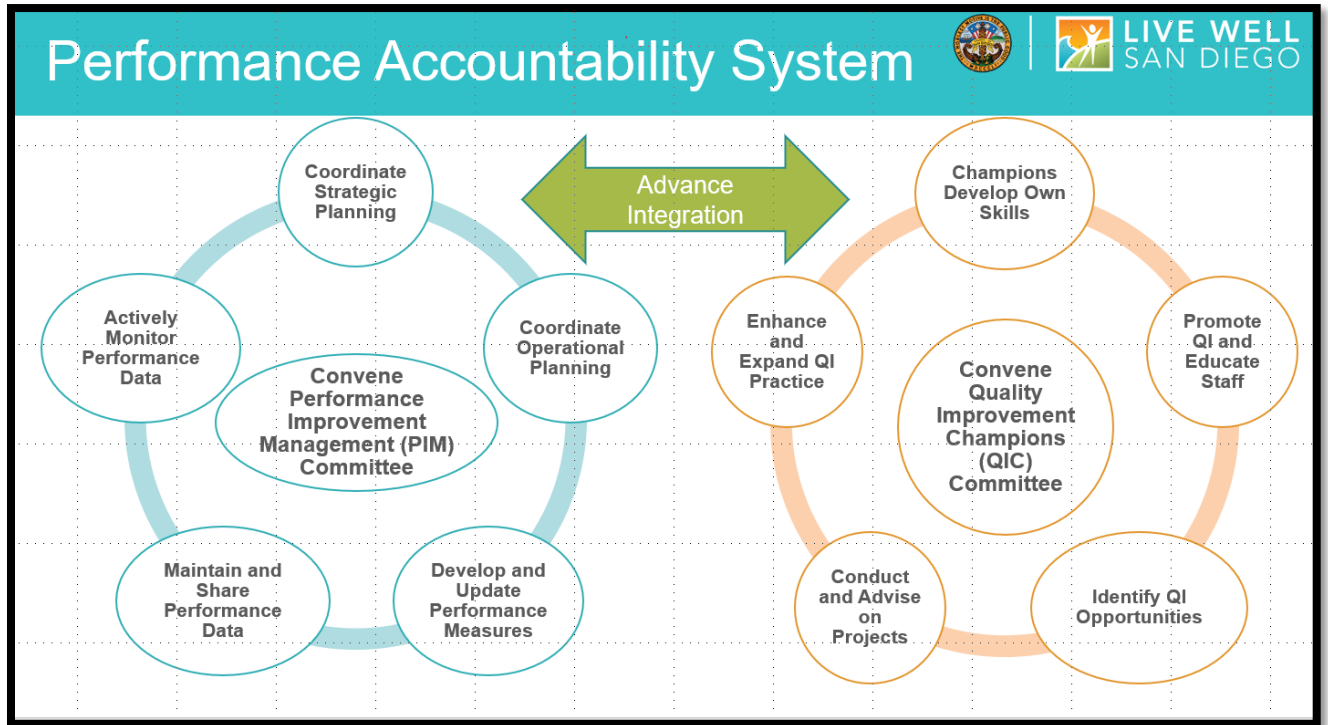 Performance Accountability System
LIVE WELL
SAN DIEGO
Advance
Integration
Coordinate
Strategic
Planning
Coordinate
Operational
Planning
Develop and
Update
Performance
Measures
Maintain and
Share
Performance
Data
Actively
Monitor
Performance
Data
Convene
Performance
Improvement
Management (PIM)
Committee
Champions
Develop Own
Skills
Promote
QI and
Educate
Staff
Identify QI
Opportunities
Conduct
and Advise
on
Projects
Enhance
and
Expand QI
Practice
Convene
Quality
Improvement
Champions
(QIC)
Committee